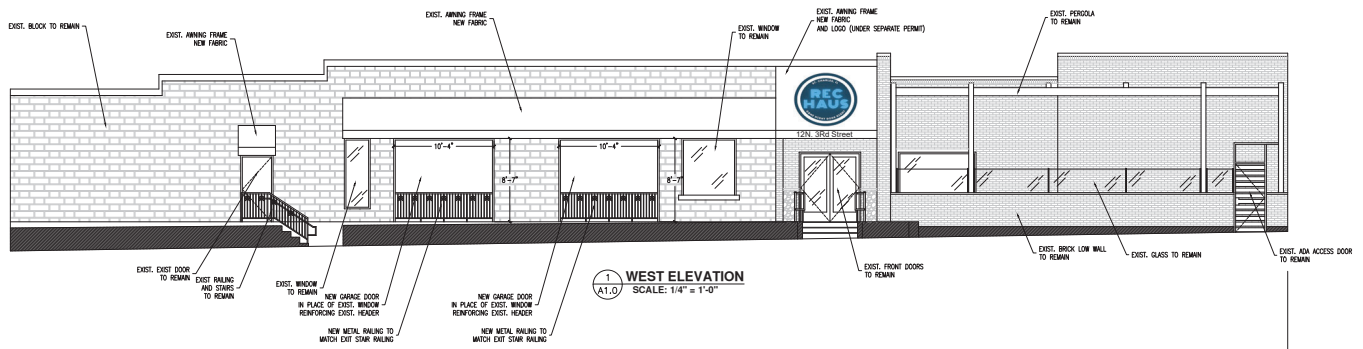 EXIST. BLOCK TO REMAIN
EXIST. AWNING FRAME
NEW FABRIC
EXIST. AWNING FRAME
NEW FABRIC
EXIST. WINDOW
TO REMAIN
EXIST. AWNING FRAME
NEW FABRIC
AND LOGO (UNDER SEPARATE PERMIT)
EXIST. PERGOLA
TO REMAIN
REC
HAUS
12N. 3Rd Street
10'-4"
8'-7"
10'-4"
8'-7"
EXIST. EXIST DOOR
TO REMAIN
EXIST RAILING
AND STAIRS
TO REMAIN
EXIST. WINDOW
TO REMAIN
NEW GARAGE DOOR
IN PLACE OF EXIST. WINDOW
REINFORCING EXIST. HEADER
NEW METAL RAILING TO
MATCH EXIT STAIR RAILING
NEW GARAGE DOOR
IN PLACE OF EXIST. WINDOW
REINFORCING EXIST. HEADER
NEW METAL RAILING TO
MATCH EXIT STAIR RAILING
1
A1.0
WEST ELEVATION
SCALE: 1/4" = 1'-0"
EXIST. FRONT DOORS
TO REMAIN
EXIST. BRICK LOW WALL
TO REMAIN
EXIST. GLASS TO REMAIN
EXIST. ADA ACCESS DOOR
TO REMAIN